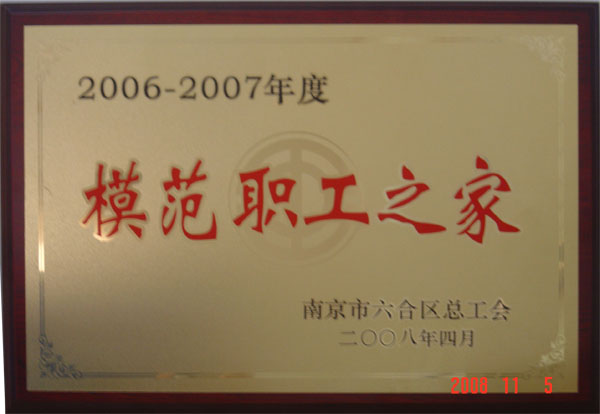 2006-2007年度
模范职工之家
南京市六合区总工会
二〇〇八年四月
2008 11 5